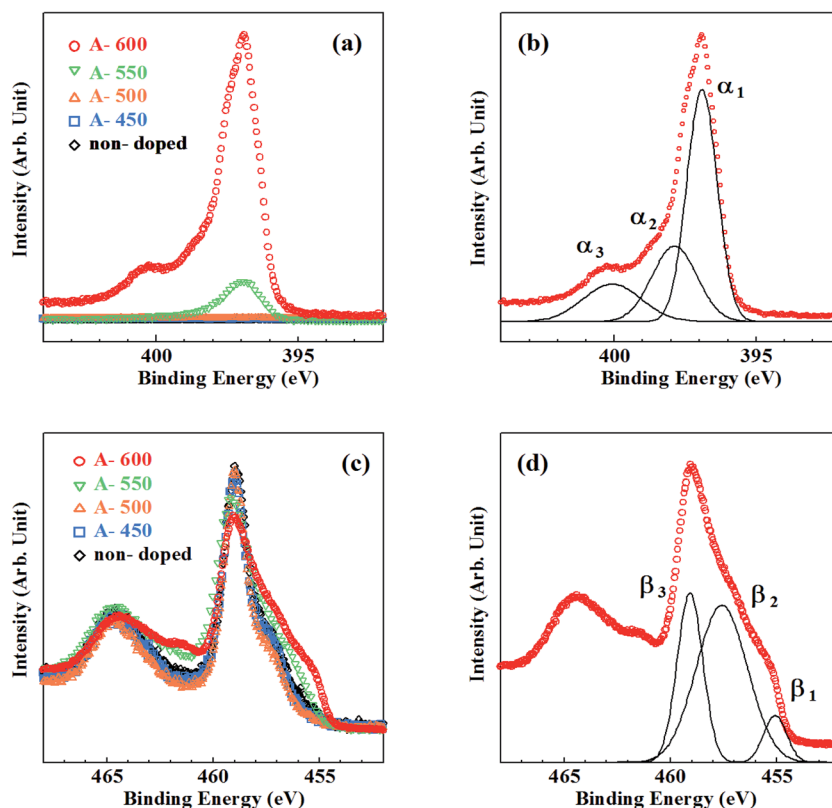 (a)
A- 600
A- 550
A- 500
A- 450
non- doped
Intensity (Arb. Unit)
400 395
Binding Energy (eV)
(b)
α1
α2
α3
Intensity (Arb. Unit)
400 395
Binding Energy (eV)
(c)
A- 600
A- 550
A- 500
A- 450
non- doped
Intensity (Arb. Unit)
465 460 455
Binding Energy (eV)
(d)
β3
β2
β1
Intensity (Arb. Unit)
465 460 455
Binding Energy (eV)